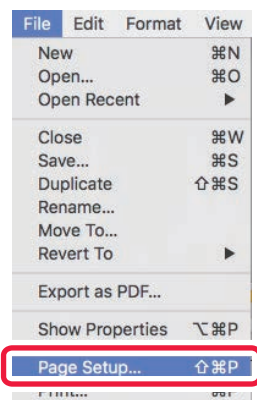 File Edit Format View
New ⌘N
Open... ⌘O
Open Recent ▶
Close ⌘W
Save... ⌘S
Duplicate ⇧⌘S
Rename...
Move To...
Revert To ▶
Export as PDF...
Show Properties ⌥⌘P
Page Setup... ⇧⌘P
Print... ⌘P